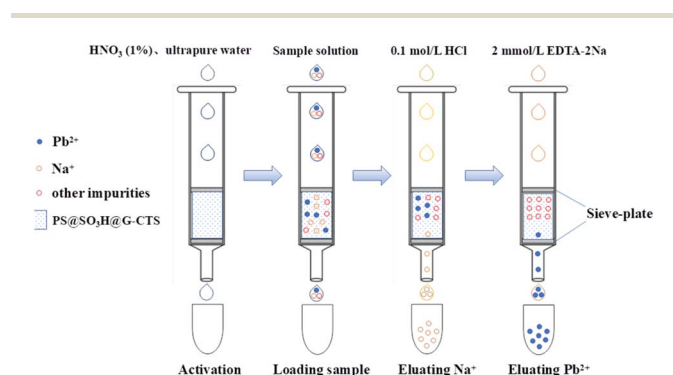 HNO₃ (1%)、ultrapure water
Sample solution
0.1 mol/L HCl
2 mmol/L EDTA-2Na
Pb²⁺
Na⁺
other impurities
PS@SO₃H@G-CTS
Sieve-plate
Activation
Loading sample
Eluating Na⁺
Eluating Pb²⁺